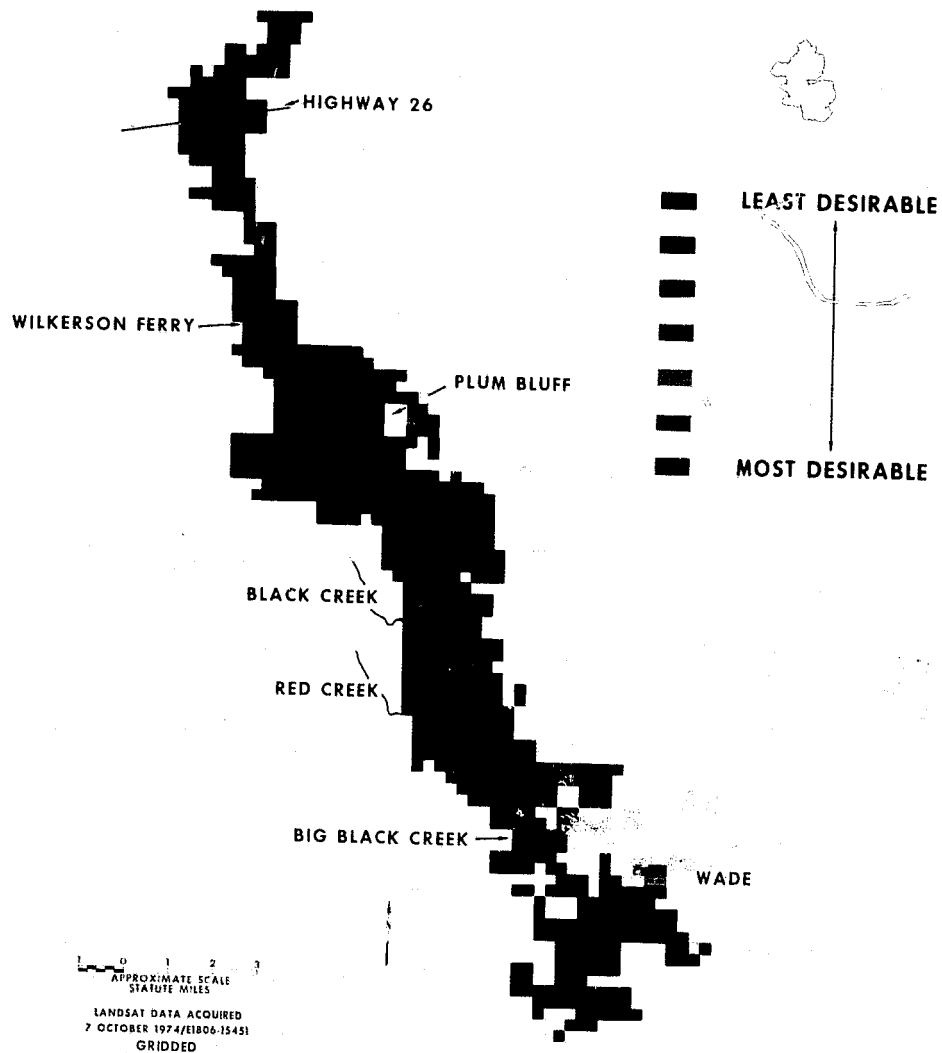 HIGHWAY 26
LEAST DESIRABLE
WILKERSON FERRY
PLUM BLUFF
MOST DESIRABLE
BLACK CREEK
RED CREEK
BIG BLACK CREEK
WADE
1 0 1 2 3
APPROXIMATE SCALE
STATUTE MILES
LANDSAT DATA ACQUIRED
7 OCTOBER 1974/E1806-15451
GRIDDED